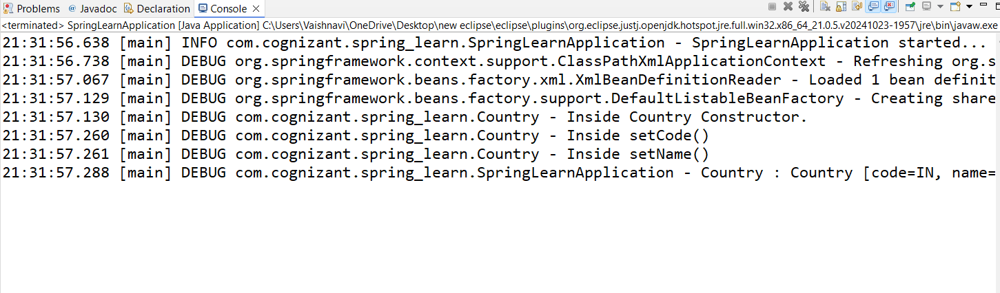 Problems @ Javadoc Declaration Console
<terminated> SpringLearnApplication [Java Application] C:\Users\Vaishnavi\OneDrive\Desktop\new eclipse\eclipse\plugins\org.eclipse.justj.openjdk.hotspot.jre.full.win32.x86_64_21.0.5.v20241023-1957\jre\bin\javaw.exe
21:31:56.638 [main] INFO com.cognizant.spring_learn.SpringLearnApplication - SpringLearnApplication started...
21:31:56.738 [main] DEBUG org.springframework.context.support.ClassPathXmlApplicationContext - Refreshing org.s
21:31:57.067 [main] DEBUG org.springframework.beans.factory.xml.XmlBeanDefinitionReader - Loaded 1 bean definit
21:31:57.129 [main] DEBUG org.springframework.beans.factory.support.DefaultListableBeanFactory - Creating share
21:31:57.130 [main] DEBUG com.cognizant.spring_learn.Country - Inside Country Constructor.
21:31:57.260 [main] DEBUG com.cognizant.spring_learn.Country - Inside setCode()
21:31:57.261 [main] DEBUG com.cognizant.spring_learn.Country - Inside setName()
21:31:57.288 [main] DEBUG com.cognizant.spring_learn.SpringLearnApplication - Country : Country [code=IN, name=